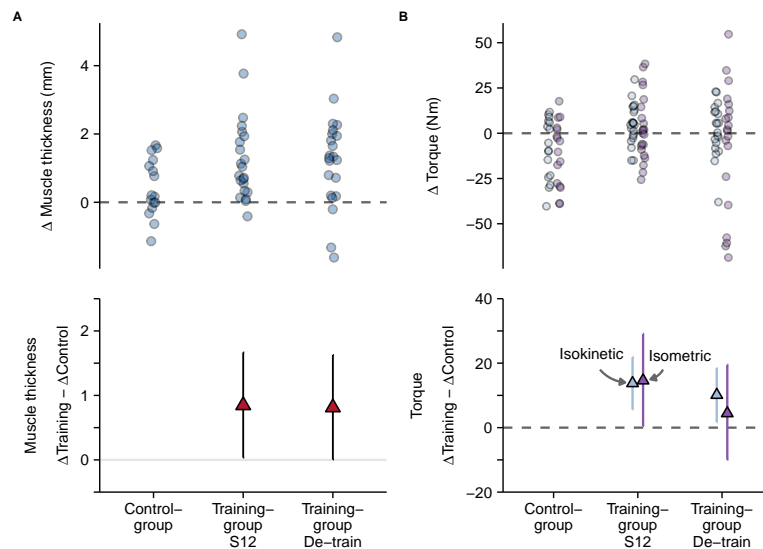 A
Δ Muscle thickness (mm)
4
2
0
B
Δ Torque (Nm)
50
25
0
−25
−50
Muscle thickness
ΔTraining − ΔControl
2
1
0
Control−
group
Training−
group
S12
Training−
group
De−train
Torque
ΔTraining − ΔControl
40
20
0
−20
Isokinetic
Isometric
Control−
group
Training−
group
S12
Training−
group
De−train